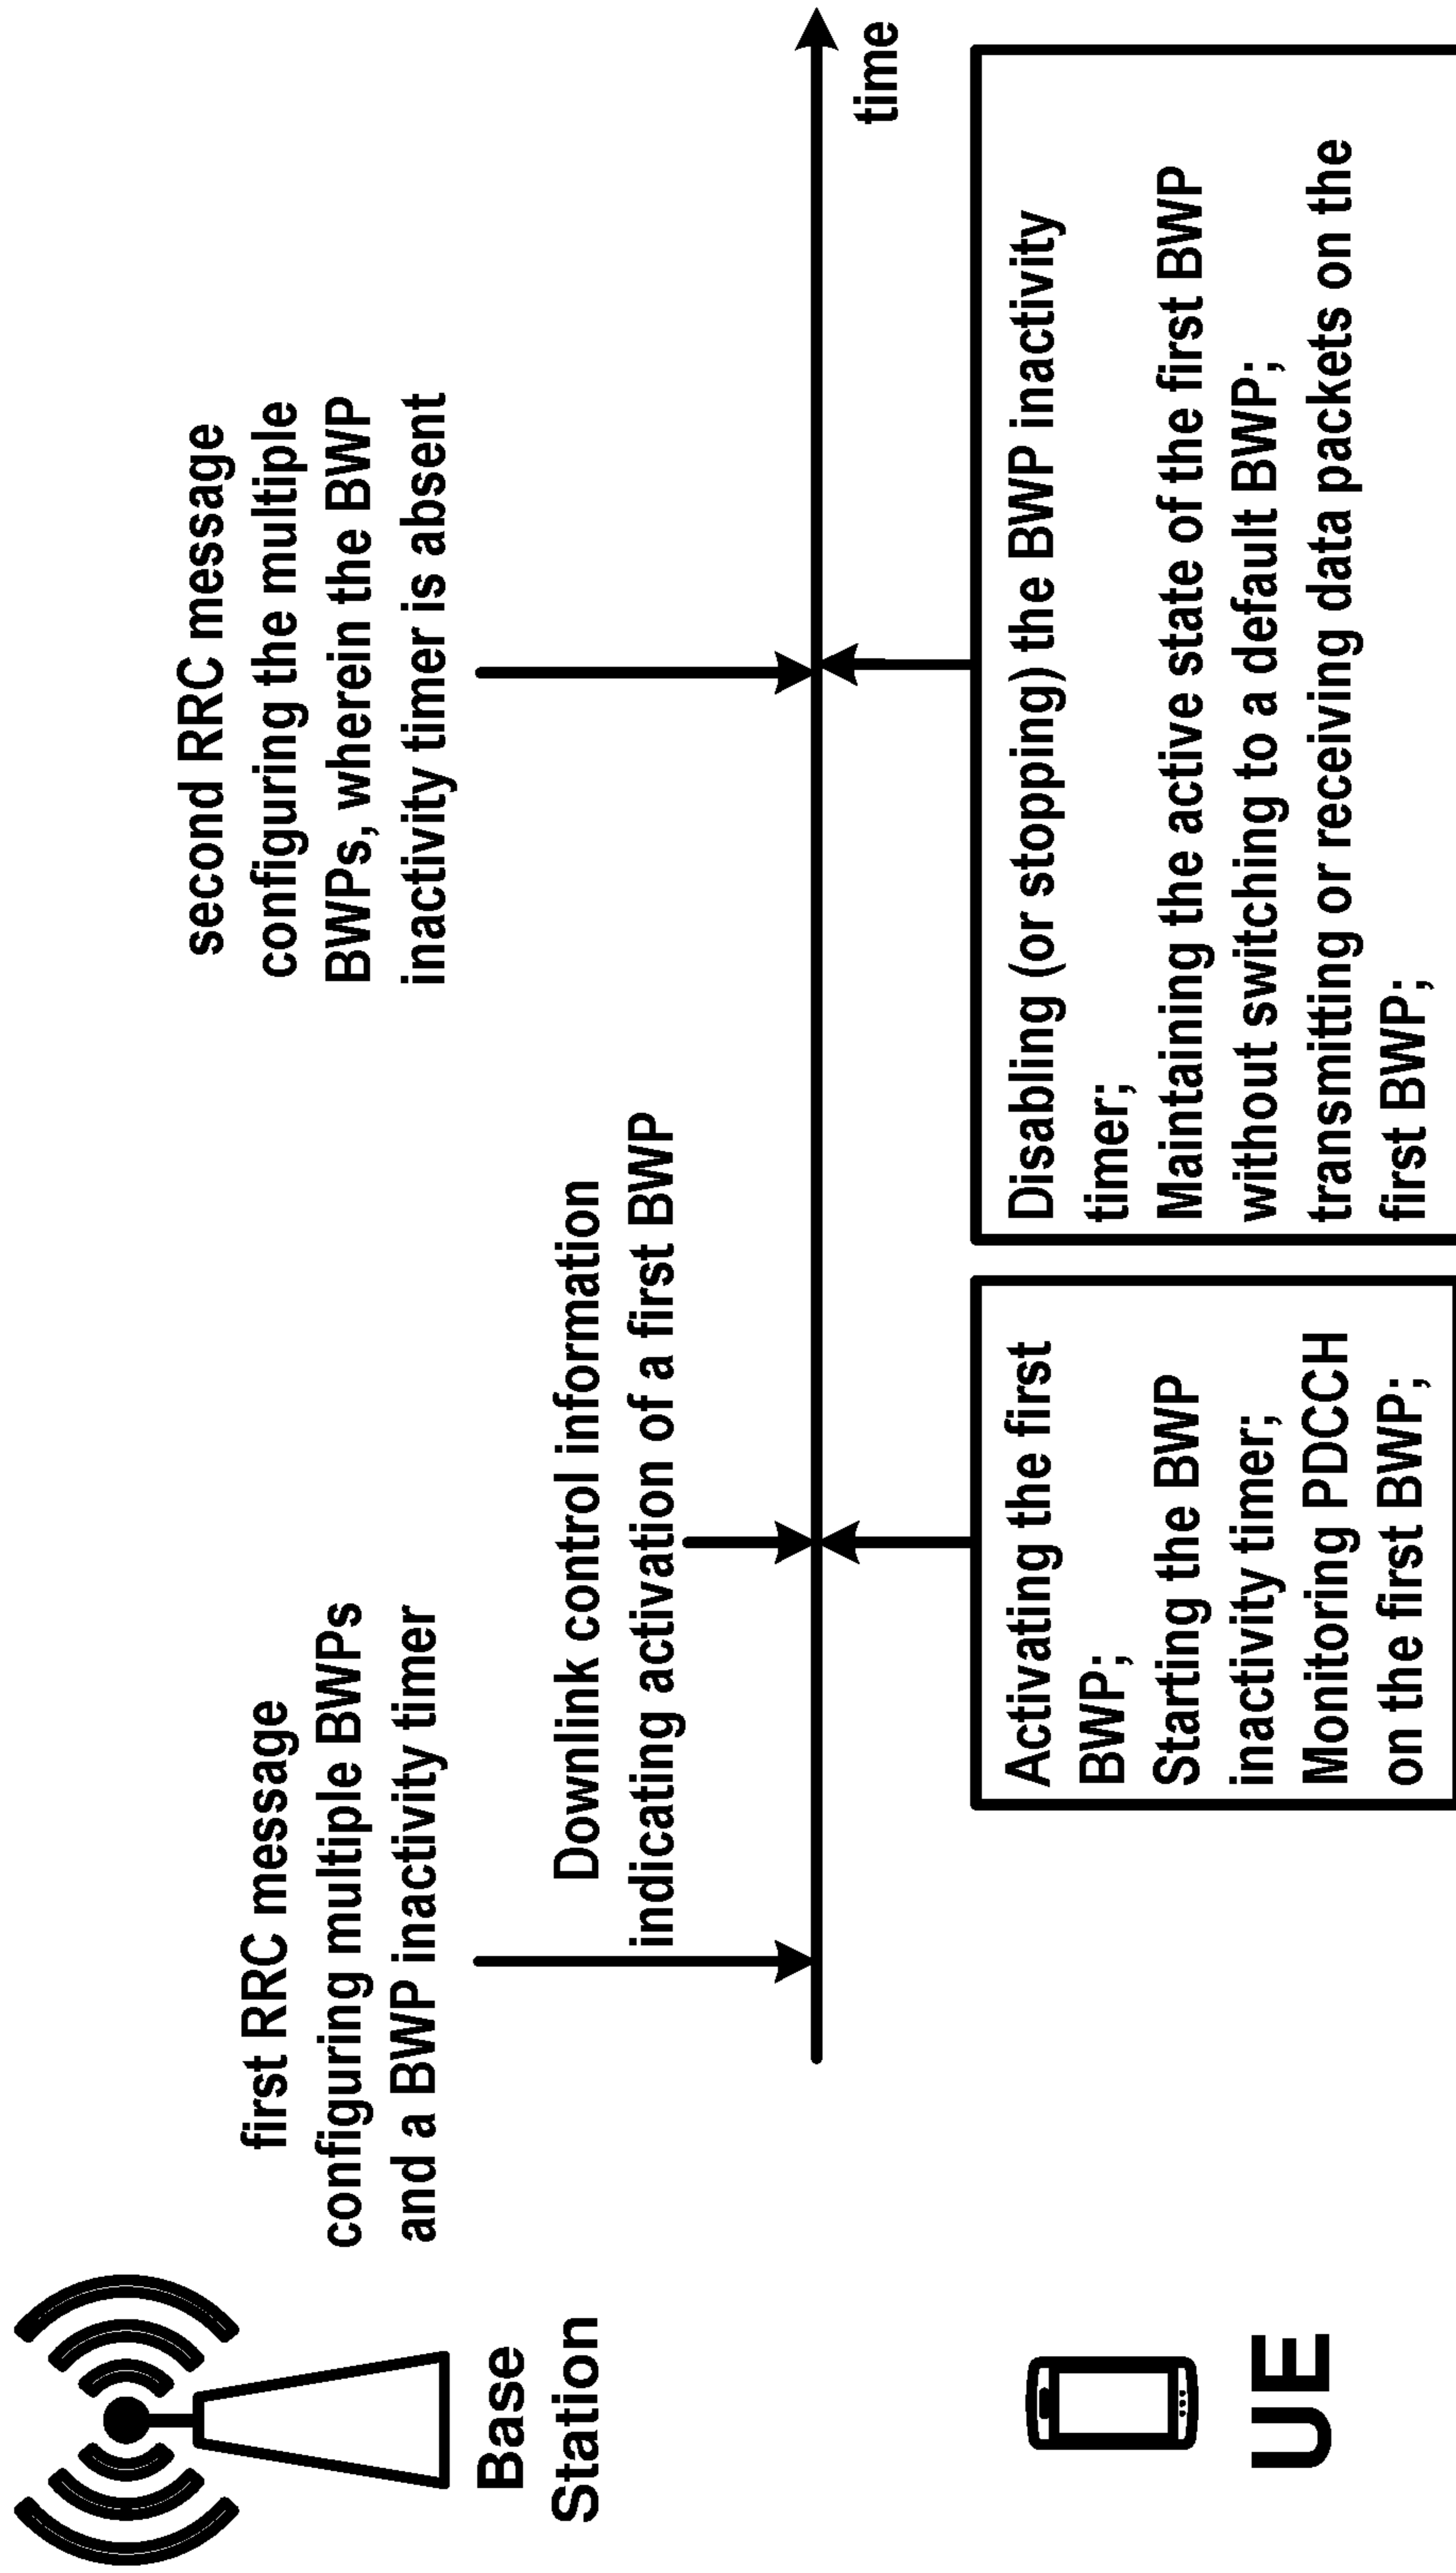 first RRC message
configuring multiple BWPs
and a BWP inactivity timer
Downlink control information
indicating activation of a first BWP
second RRC message
configuring the multiple
BWPs, wherein the BWP
inactivity timer is absent
Base
Station
time
UE
Activating the first
BWP;
Starting the BWP
inactivity timer;
Monitoring PDCCH
on the first BWP;
Disabling (or stopping) the BWP inactivity
timer;
Maintaining the active state of the first BWP
without switching to a default BWP;
transmitting or receiving data packets on the
first BWP;